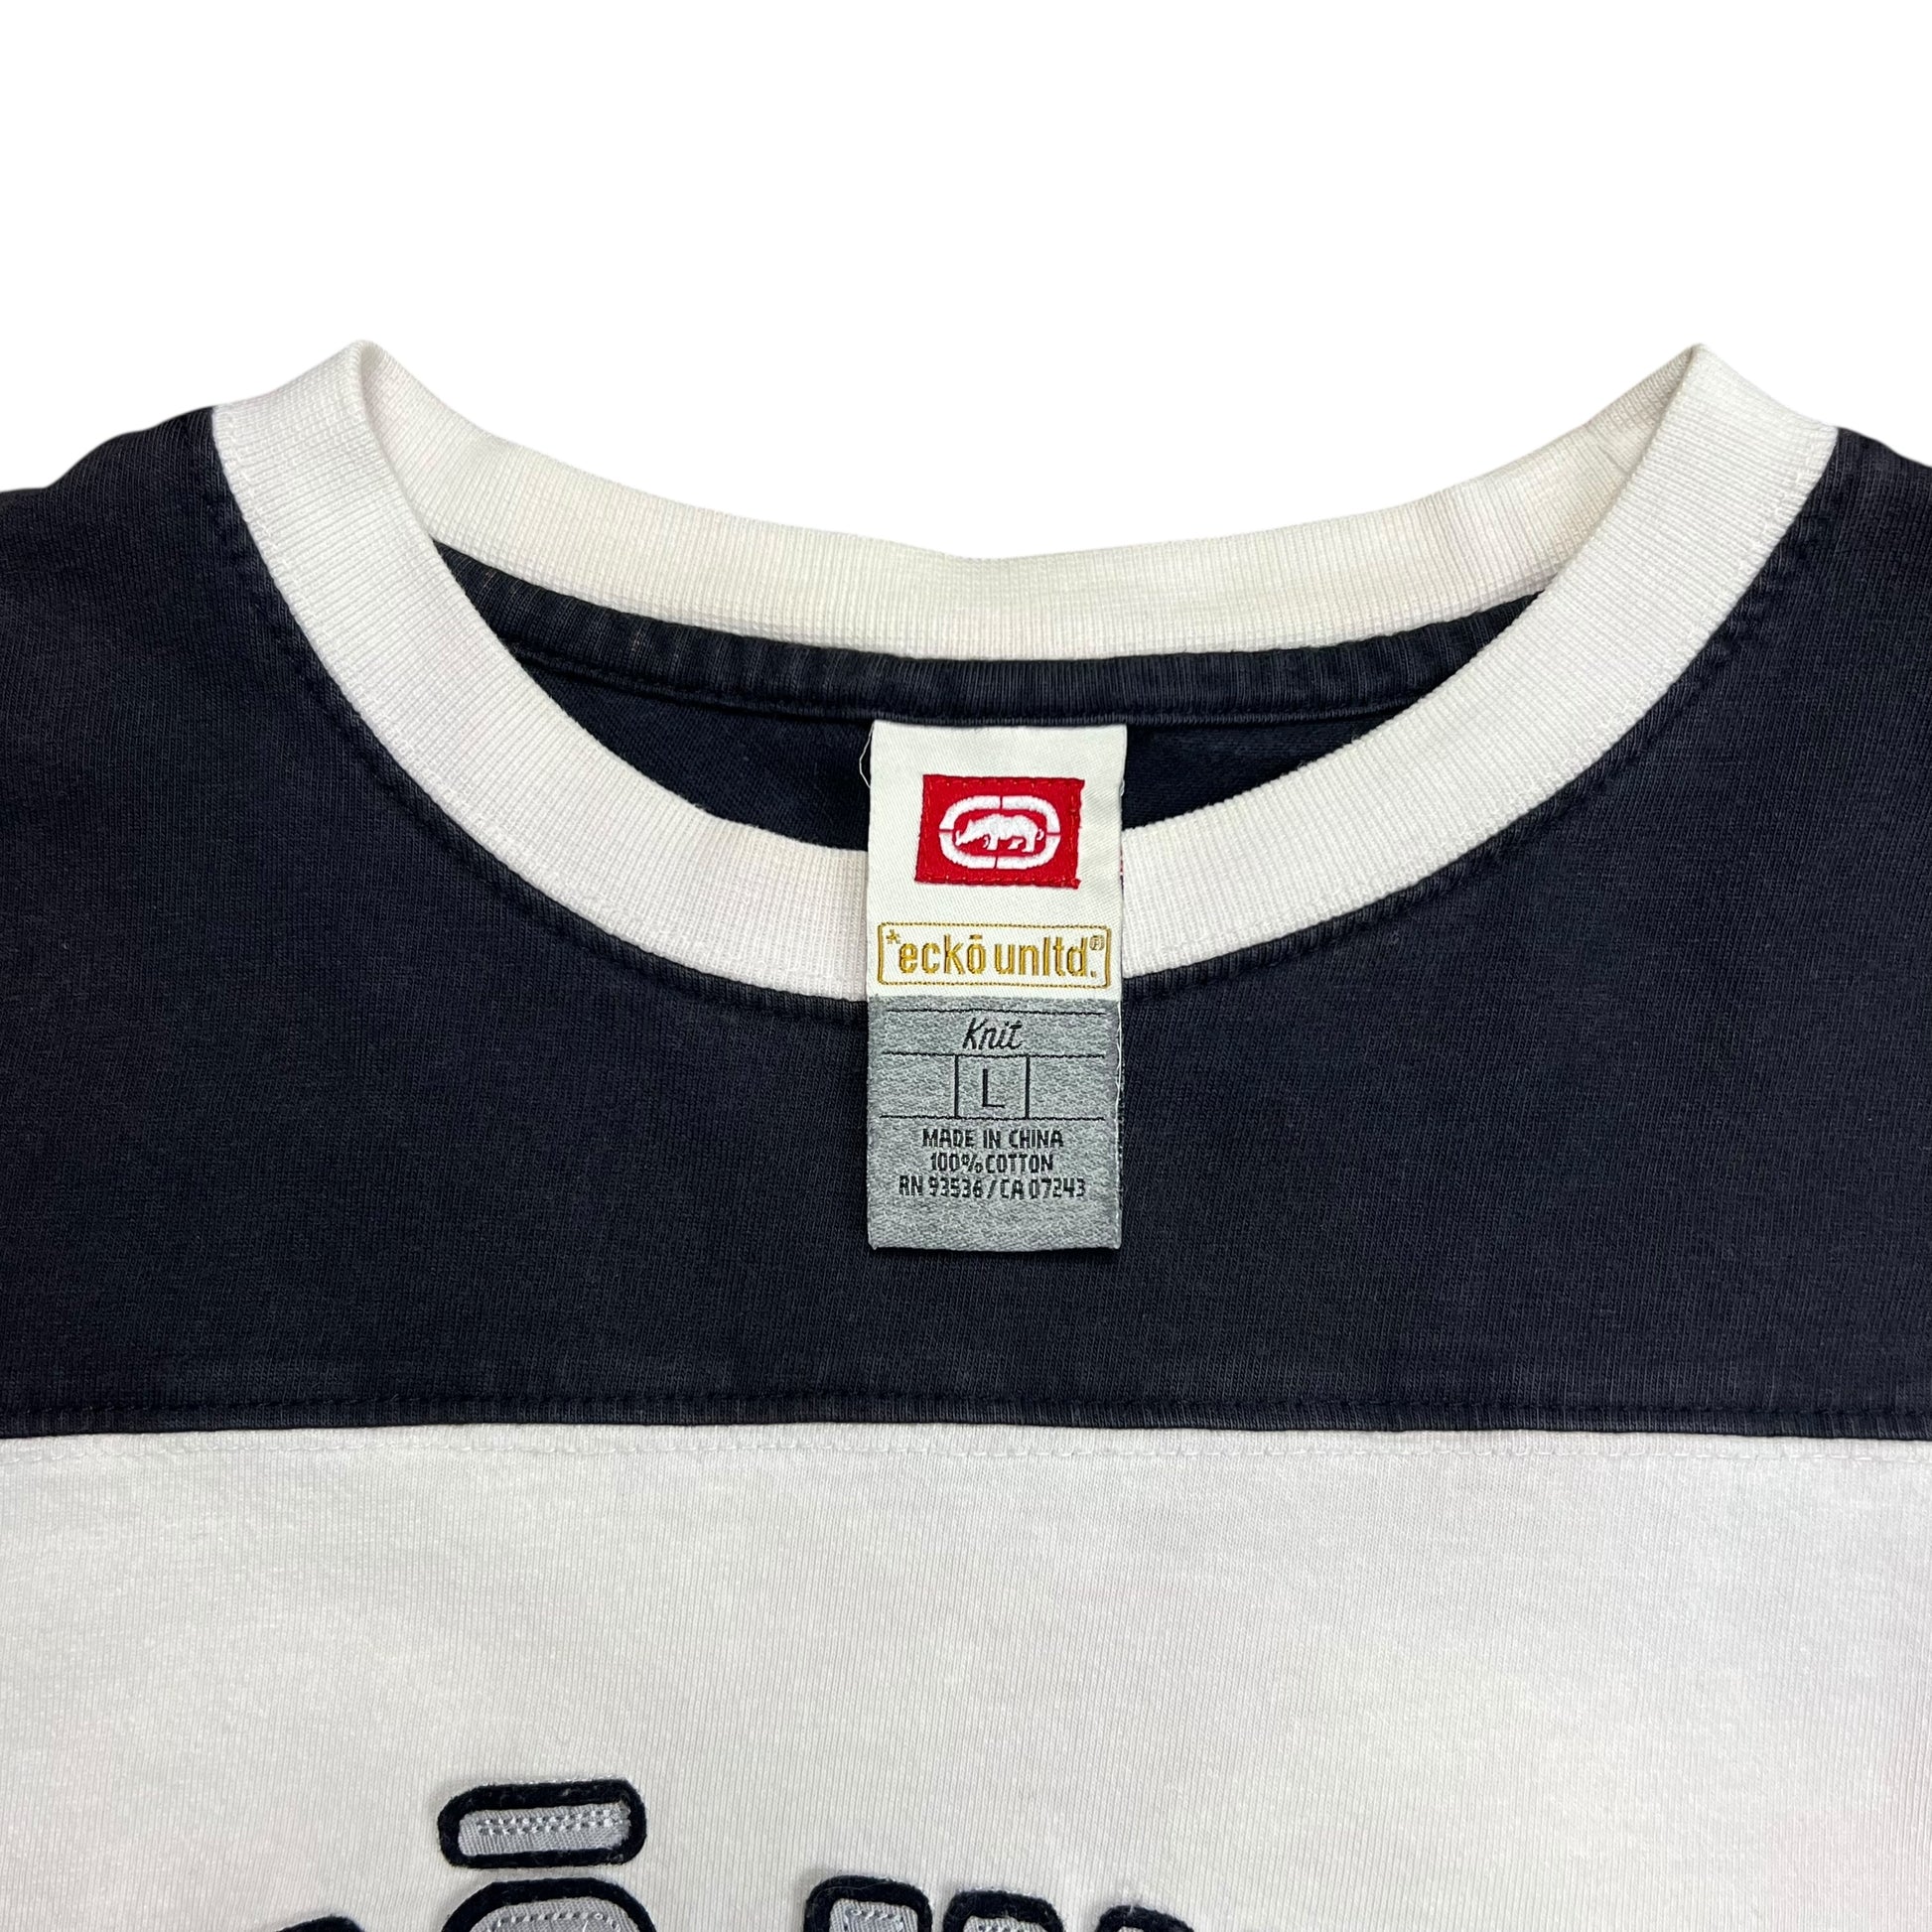 *eckō unltd.®
Knit
L
MADE IN CHINA
100% COTTON
RN 93536 / CA 07243